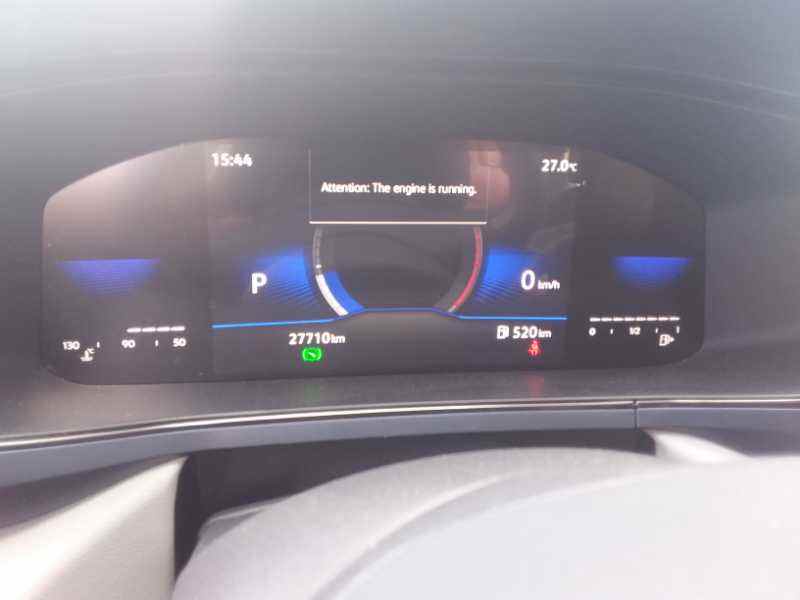 15:44
27.0°C
Attention: The engine is running.
P
0 km/h
130 90 50
0 1/2 1
27710 km
520 km